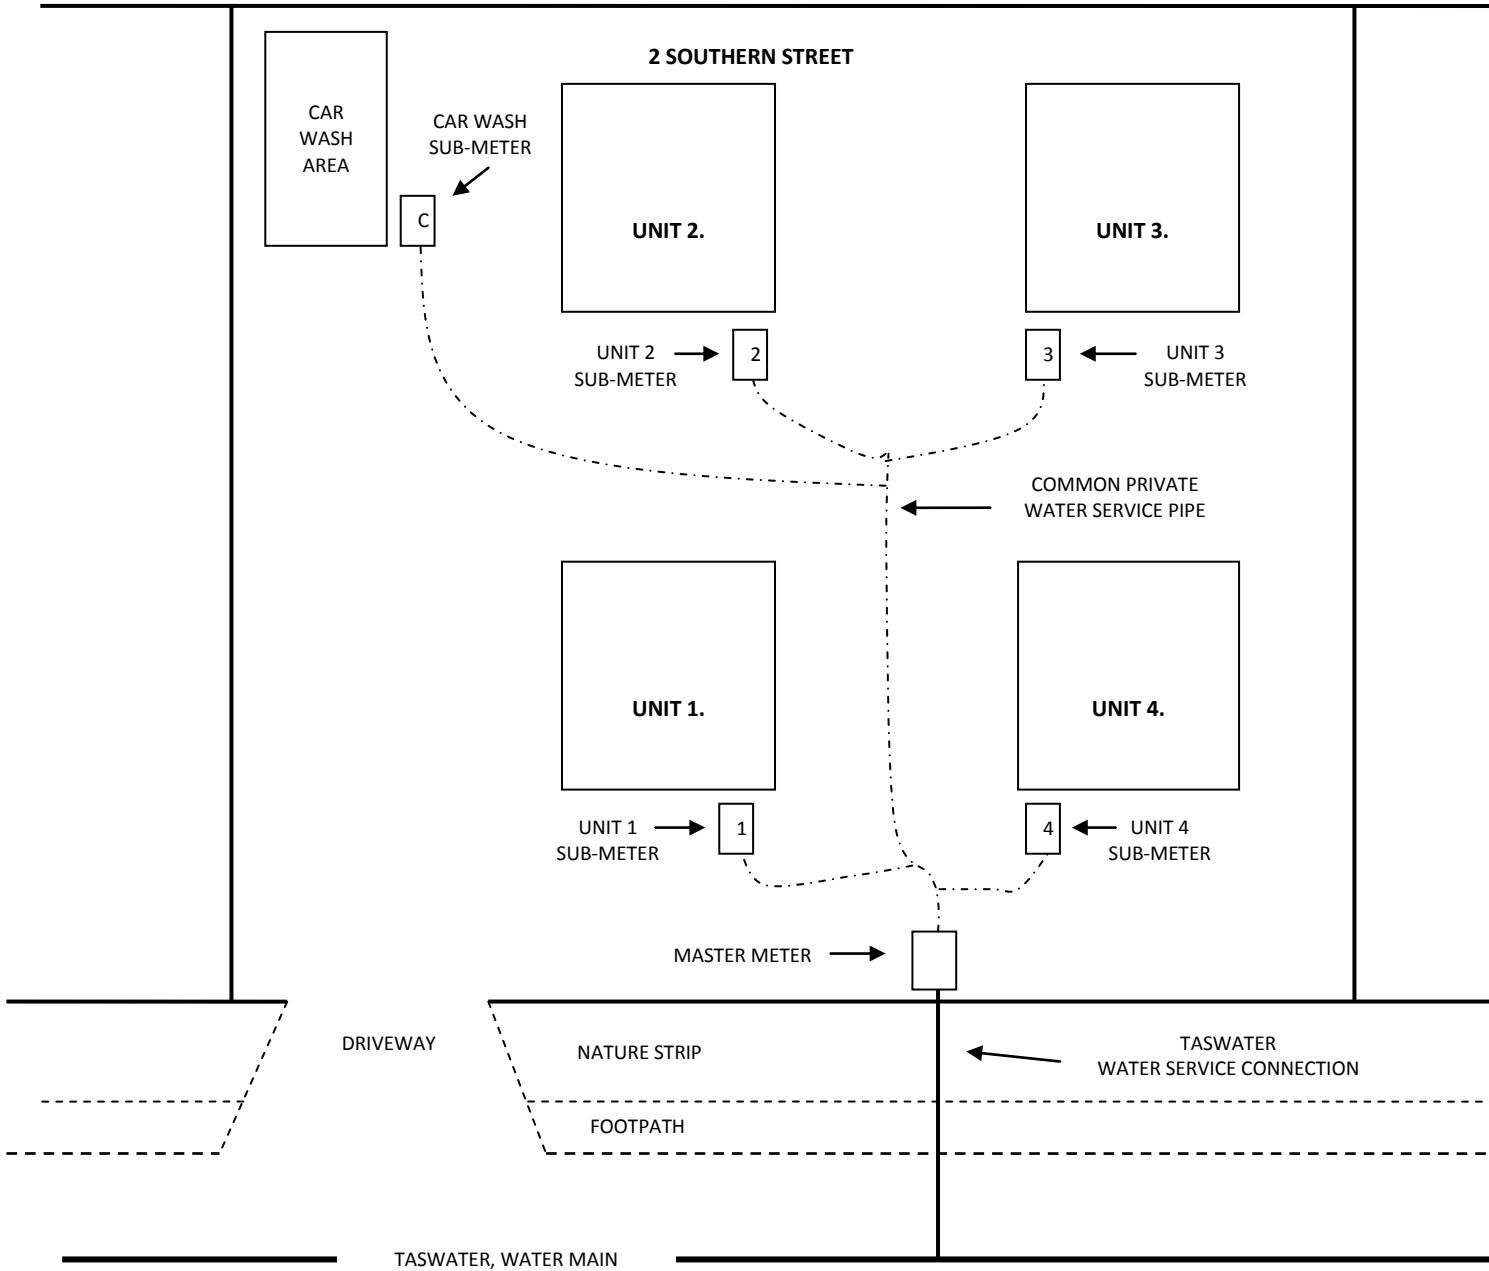 2 SOUTHERN STREET
CAR
WASH
AREA
CAR WASH
SUB-METER
C
UNIT 2.
UNIT 3.
UNIT 2
SUB-METER
2
3
UNIT 3
SUB-METER
COMMON PRIVATE
WATER SERVICE PIPE
UNIT 1.
UNIT 4.
UNIT 1
SUB-METER
1
4
UNIT 4
SUB-METER
MASTER METER
DRIVEWAY
NATURE STRIP
TASWATER
WATER SERVICE CONNECTION
FOOTPATH
TASWATER, WATER MAIN